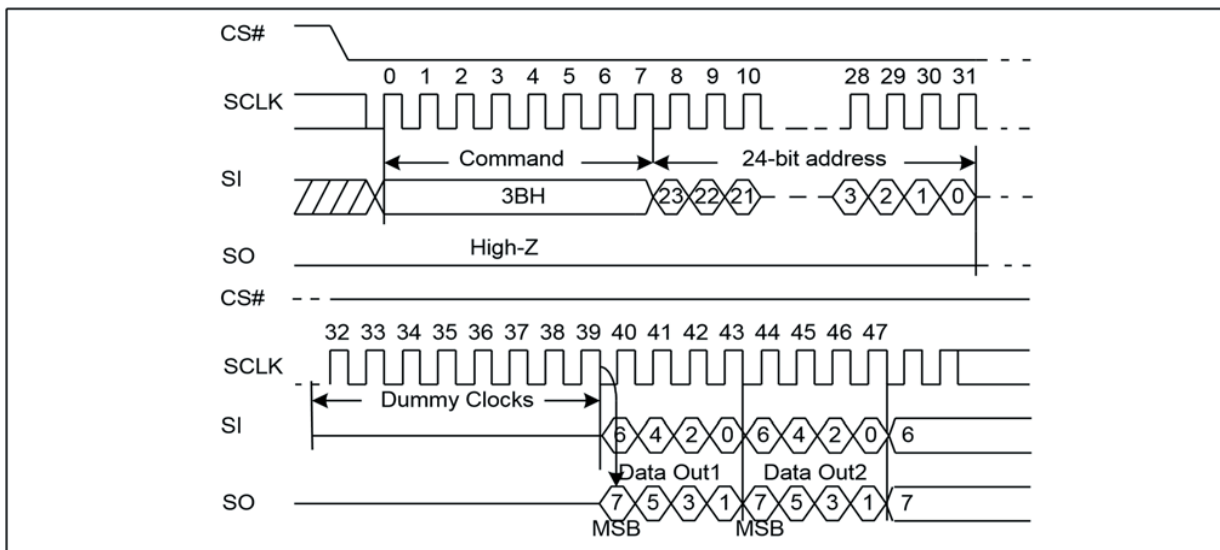 CS#
0 1 2 3 4 5 6 7 8 9 10 28 29 30 31
SCLK
Command 24-bit address
SI
3BH 23 22 21 3 2 1 0
High-Z
SO
CS#
32 33 34 35 36 37 38 39 40 41 42 43 44 45 46 47
SCLK
Dummy Clocks
SI
6 4 2 0 6 4 2 0 6
Data Out1 Data Out2
SO
7 5 3 1 7 5 3 1 7
MSB MSB